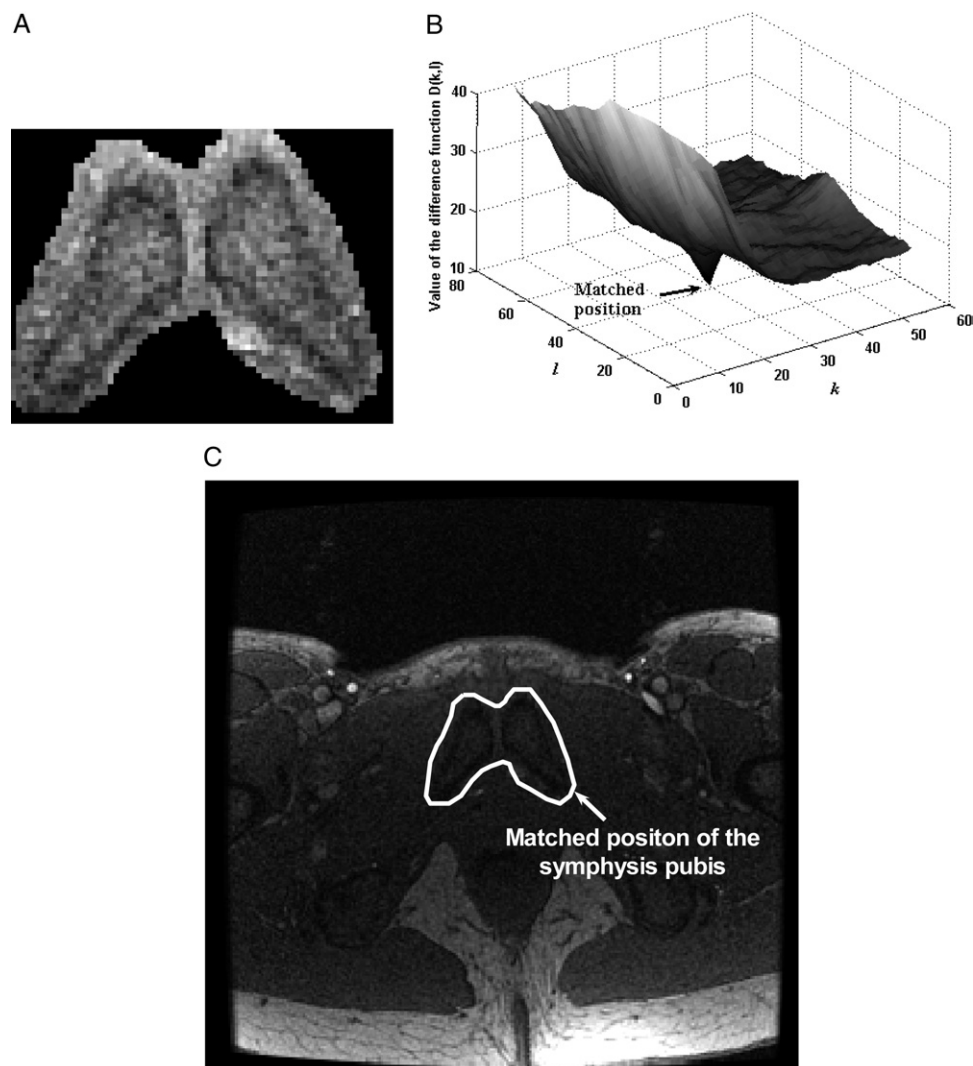 A
B
Value of the difference function D(k,l)
40
30
20
10
80
60
40
20
0
l
0
10
20
30
40
50
60
k
Matched
position
C
Matched positon of the
symphysis pubis